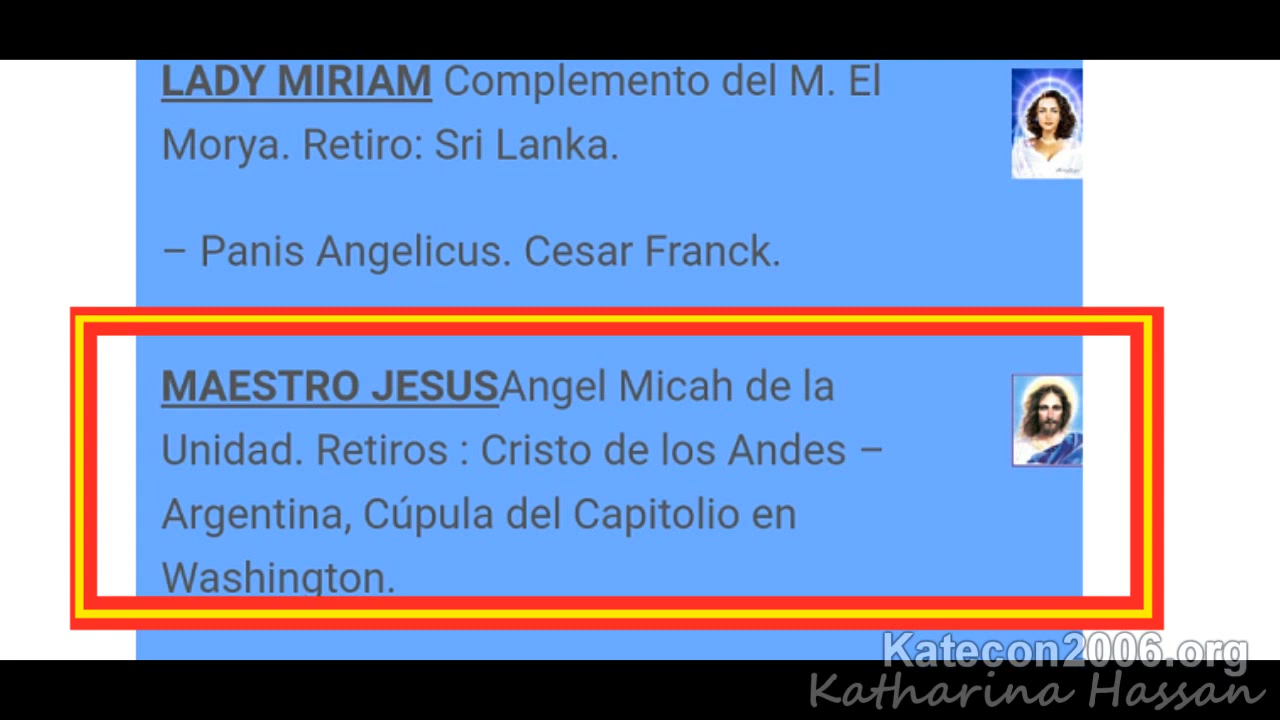 LADY MIRIAM Complemento del M. El
Morya. Retiro: Sri Lanka.
– Panis Angelicus. Cesar Franck.
MAESTRO JESUSAngel Micah de la
Unidad. Retiros : Cristo de los Andes –
Argentina, Cúpula del Capitolio en
Washington.
Katecon2006.org
Katharina Hassan